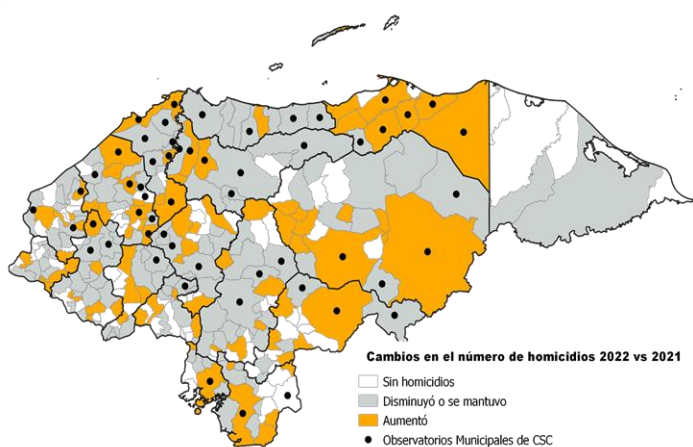 Cambios en el número de homicidios 2022 vs 2021
Sin homicidios
Disminuyó o se mantuvo
Aumentó
Observatorios Municipales de CSC